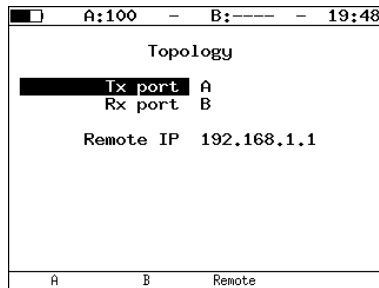 A:100 – B:---- – 19:48
Topology
Tx port A
Rx port B
Remote IP 192.168.1.1
A B Remote